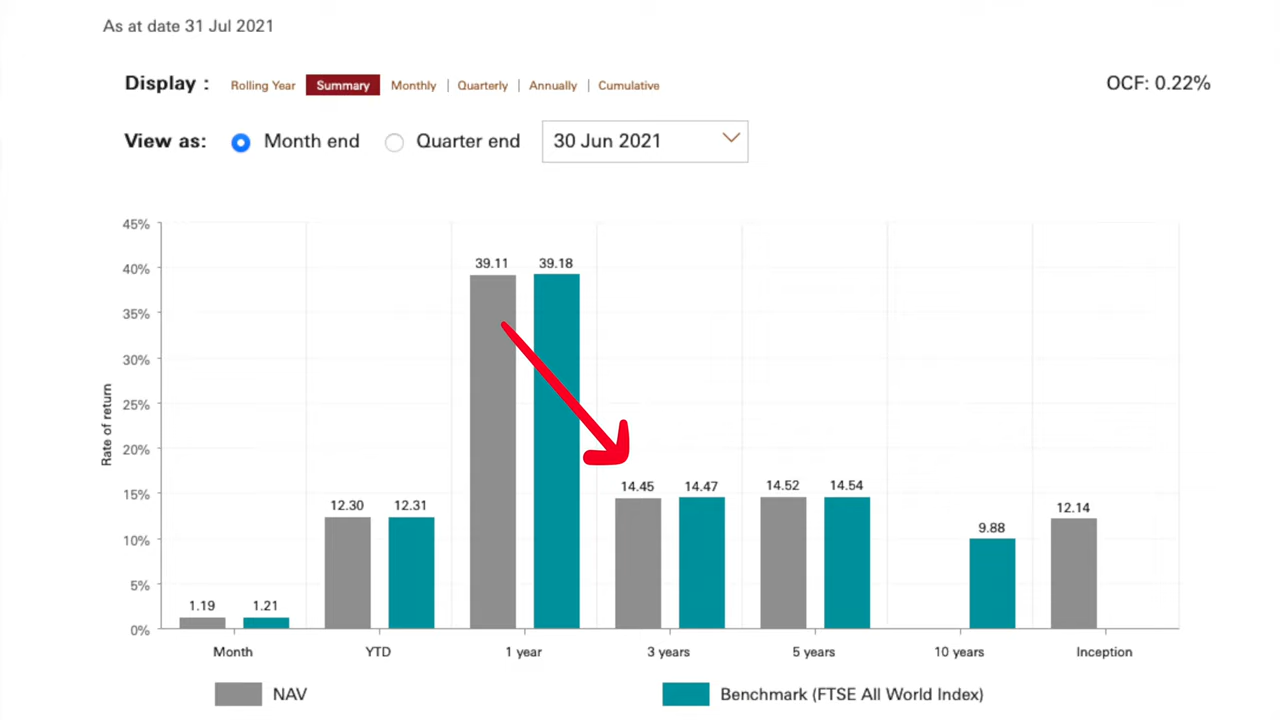 As at date 31 Jul 2021
Display : Rolling Year Summary Monthly | Quarterly | Annually | Cumulative
OCF: 0.22%
View as: Month end Quarter end 30 Jun 2021
45%
40%
35%
30%
25%
20%
15%
10%
5%
0%
Rate of return
1.19 1.21
12.30 12.31
39.11 39.18
14.45 14.47
14.52 14.54
9.88
12.14
Month YTD 1 year 3 years 5 years 10 years Inception
NAV Benchmark (FTSE All World Index)